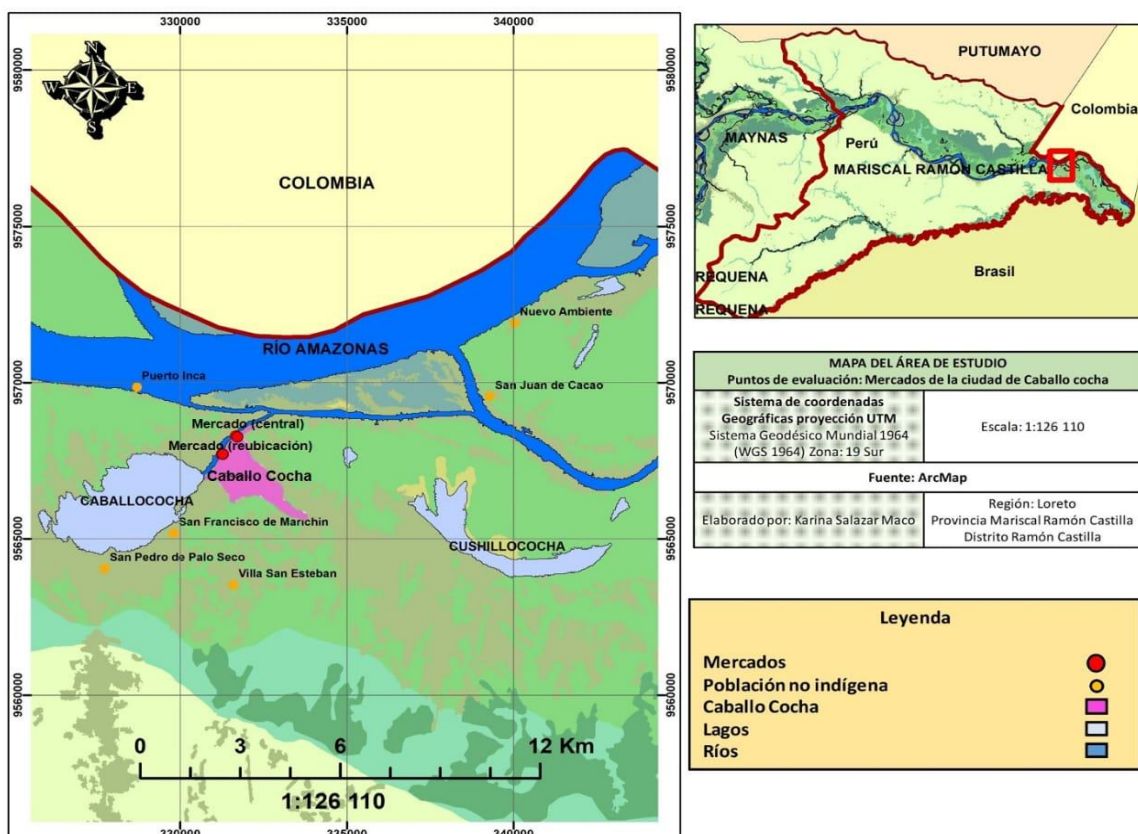 330000 335000 340000
9580000 9580000
N
W E
S
COLOMBIA
9575000 9575000
Nuevo Ambiente
RÍO AMAZONAS
Puerto Inca
9570000 9570000
San Juan de Cacao
Mercado (central)
Mercado (reubicación)
Caballo Cocha
CABALLOCOCHA
San Francisco de Marichin
CUSHILLOCOCHA
9565000 9565000
San Pedro de Palo Seco
Villa San Esteban
9560000 9560000
0 3 6 12 Km
1:126 110
330000 335000 340000
PUTUMAYO
Colombia
MAYNAS
Perú
MARISCAL RAMÓN CASTILLA
REQUENA
Brasil
REQUENA
MAPA DEL ÁREA DE ESTUDIO
Puntos de evaluación: Mercados de la ciudad de Caballo cocha
Sistema de coordenadas
Geográficas proyección UTM
Sistema Geodésico Mundial 1964
(WGS 1964) Zona: 19 Sur
Escala: 1:126 110
Fuente: ArcMap
Elaborado por: Karina Salazar Maco
Región: Loreto
Provincia Mariscal Ramón Castilla
Distrito Ramón Castilla
Leyenda
Mercados
Población no indígena
Caballo Cocha
Lagos
Ríos